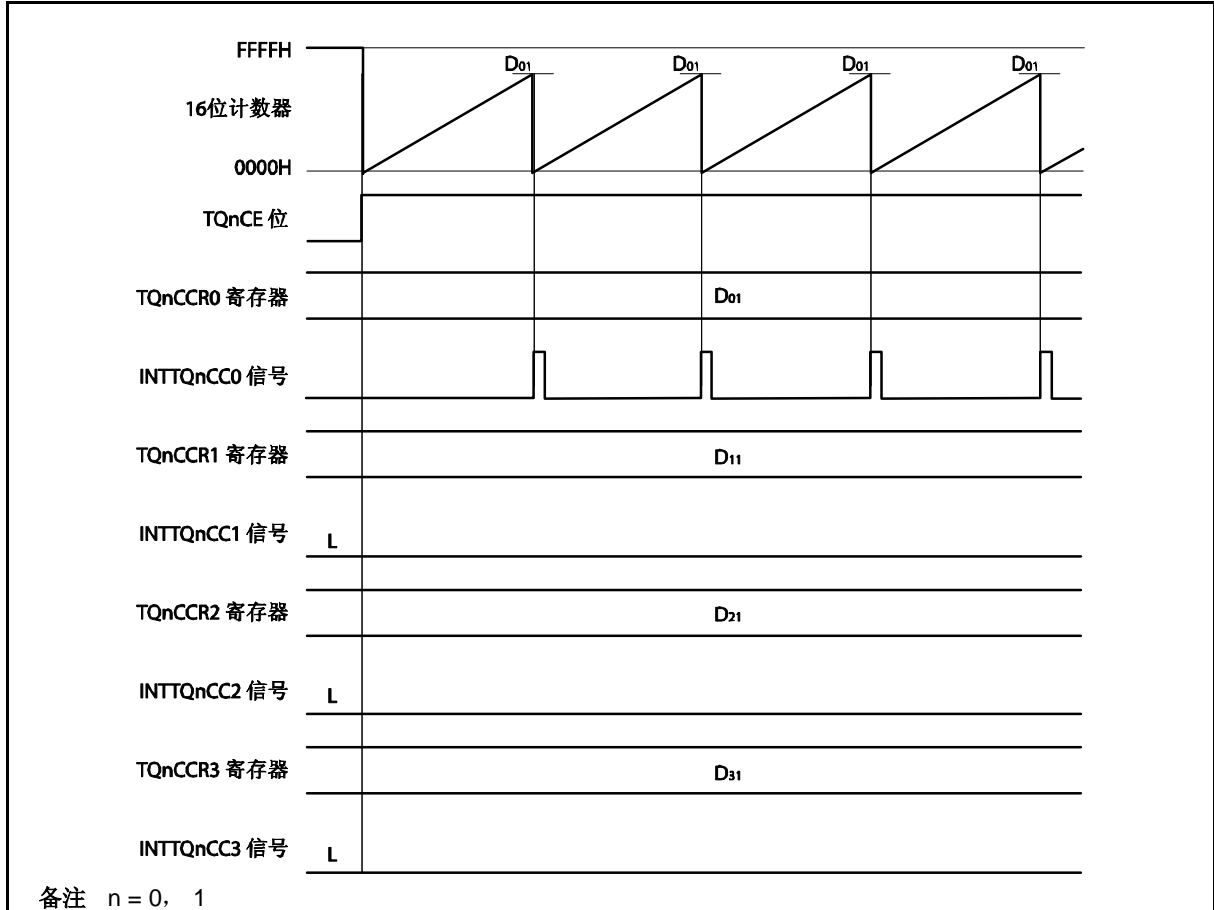 FFFFH
D01 D01 D01 D01
16位计数器
0000H
TQnCE 位
TQnCCR0 寄存器 D01
INTTQnCC0 信号
TQnCCR1 寄存器 D11
INTTQnCC1 信号 L
TQnCCR2 寄存器 D21
INTTQnCC2 信号 L
TQnCCR3 寄存器 D31
INTTQnCC3 信号 L
备注 n = 0， 1